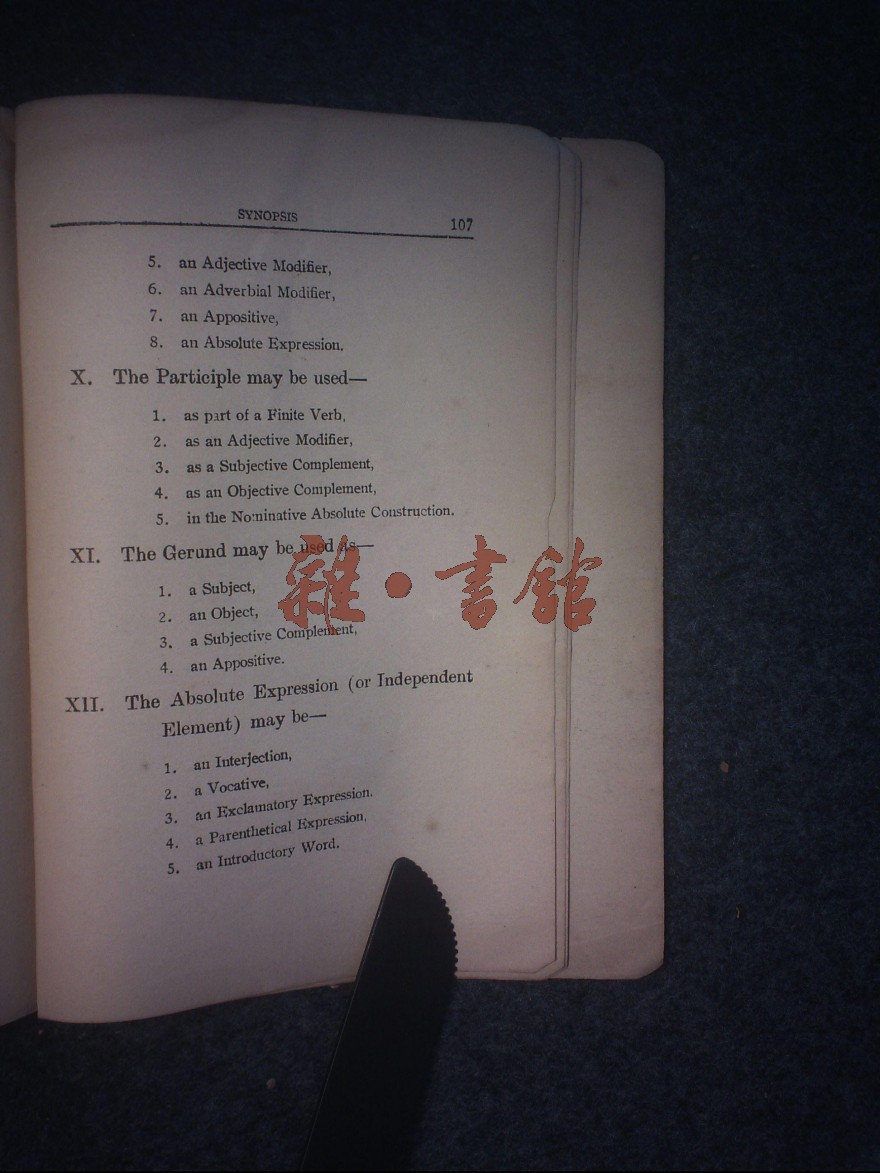 SYNOPSIS 107
5. an Adjective Modifier,
6. an Adverbial Modifier,
7. an Appositive,
8. an Absolute Expression.
X. The Participle may be used—
1. as part of a Finite Verb,
2. as an Adjective Modifier,
3. as a Subjective Complement,
4. as an Objective Complement,
5. in the Nominative Absolute Construction.
XI. The Gerund may be used as—
1. a Subject,
2. an Object,
3. a Subjective Complement,
4. an Appositive.
XII. The Absolute Expression (or Independent
Element) may be—
1. an Interjection,
2. a Vocative,
3. an Exclamatory Expression.
4. a Parenthetical Expression,
5. an Introductory Word.
雜·書館